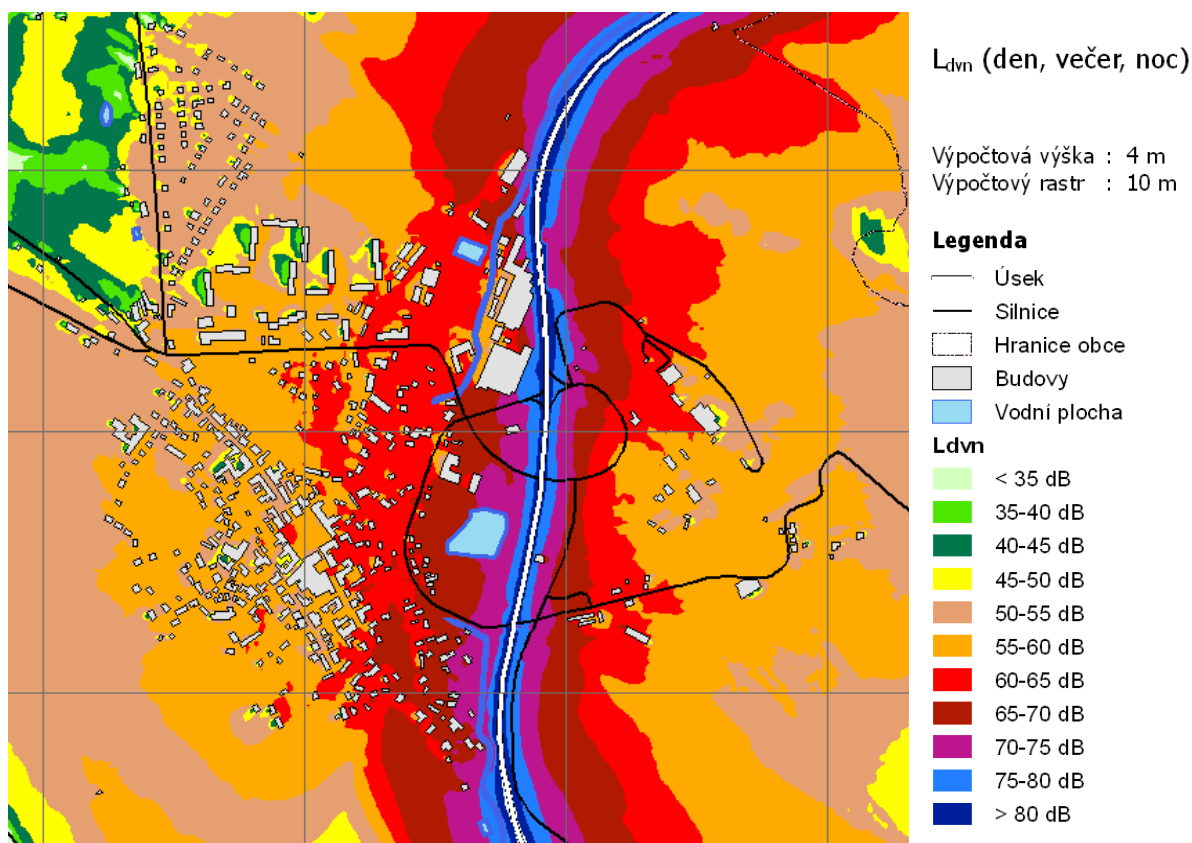 Ldvn (den, večer, noc)
Výpočtová výška : 4 m
Výpočtový rastr : 10 m
Legenda
Úsek
Silnice
Hranice obce
Budovy
Vodní plocha
Ldvn
< 35 dB
35-40 dB
40-45 dB
45-50 dB
50-55 dB
55-60 dB
60-65 dB
65-70 dB
70-75 dB
75-80 dB
> 80 dB